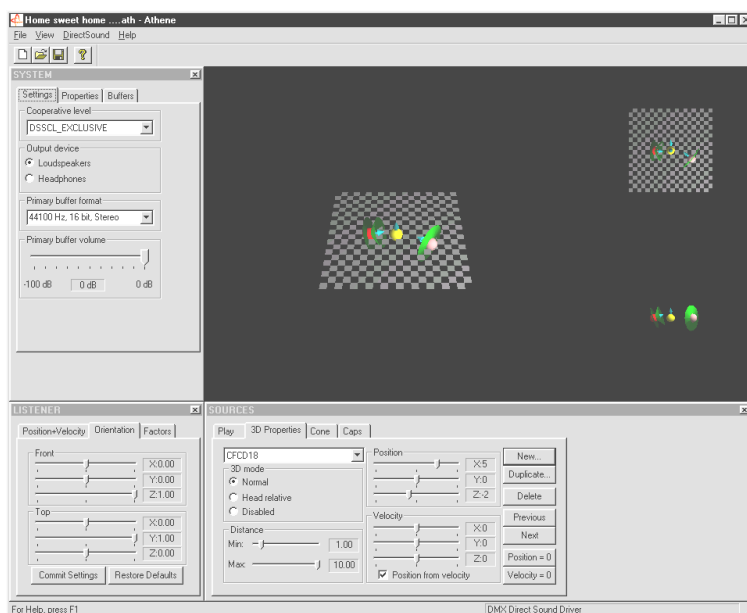 Home sweet home ....ath - Athene
File View DirectSound Help
SYSTEM
Settings Properties Buffers
Cooperative level
DSSCL_EXCLUSIVE
Output device
Loudspeakers
Headphones
Primary buffer format
44100 Hz, 16 bit, Stereo
Primary buffer volume
-100 dB 0 dB 0 dB
LISTENER
Position+Velocity Orientation Factors
Front
X:0.00
Y:0.00
Z:1.00
Top
X:0.00
Y:1.00
Z:0.00
Commit Settings Restore Defaults
SOURCES
Play 3D Properties Cone Caps
CFCD18
3D mode
Normal
Head relative
Disabled
Distance
Min: 1.00
Max: 10.00
Position
X:5
Y:0
Z:-2
Velocity
X:0
Y:0
Z:0
Position from velocity
New...
Duplicate...
Delete
Previous
Next
Position = 0
Velocity = 0
For Help, press F1
DMX Direct Sound Driver